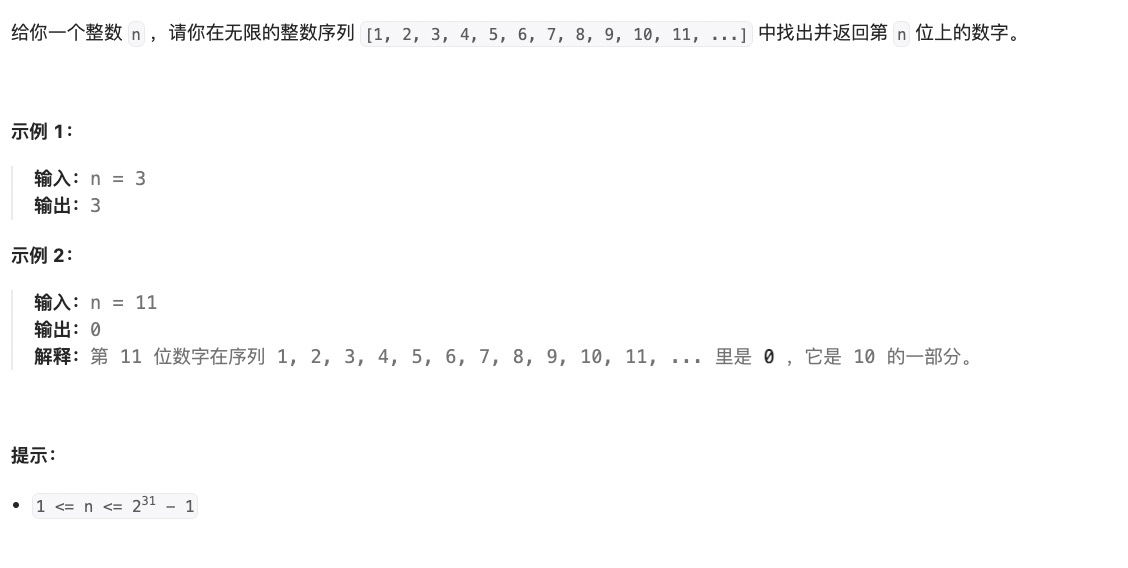 给你一个整数 n ，请你在无限的整数序列 [1, 2, 3, 4, 5, 6, 7, 8, 9, 10, 11, ...] 中找出并返回第 n 位上的数字。
示例 1：
输入：n = 3
输出：3
示例 2：
输入：n = 11
输出：0
解释：第 11 位数字在序列 1, 2, 3, 4, 5, 6, 7, 8, 9, 10, 11, ... 里是 0 ，它是 10 的一部分。
提示：
• 1 <= n <= 2³¹ - 1